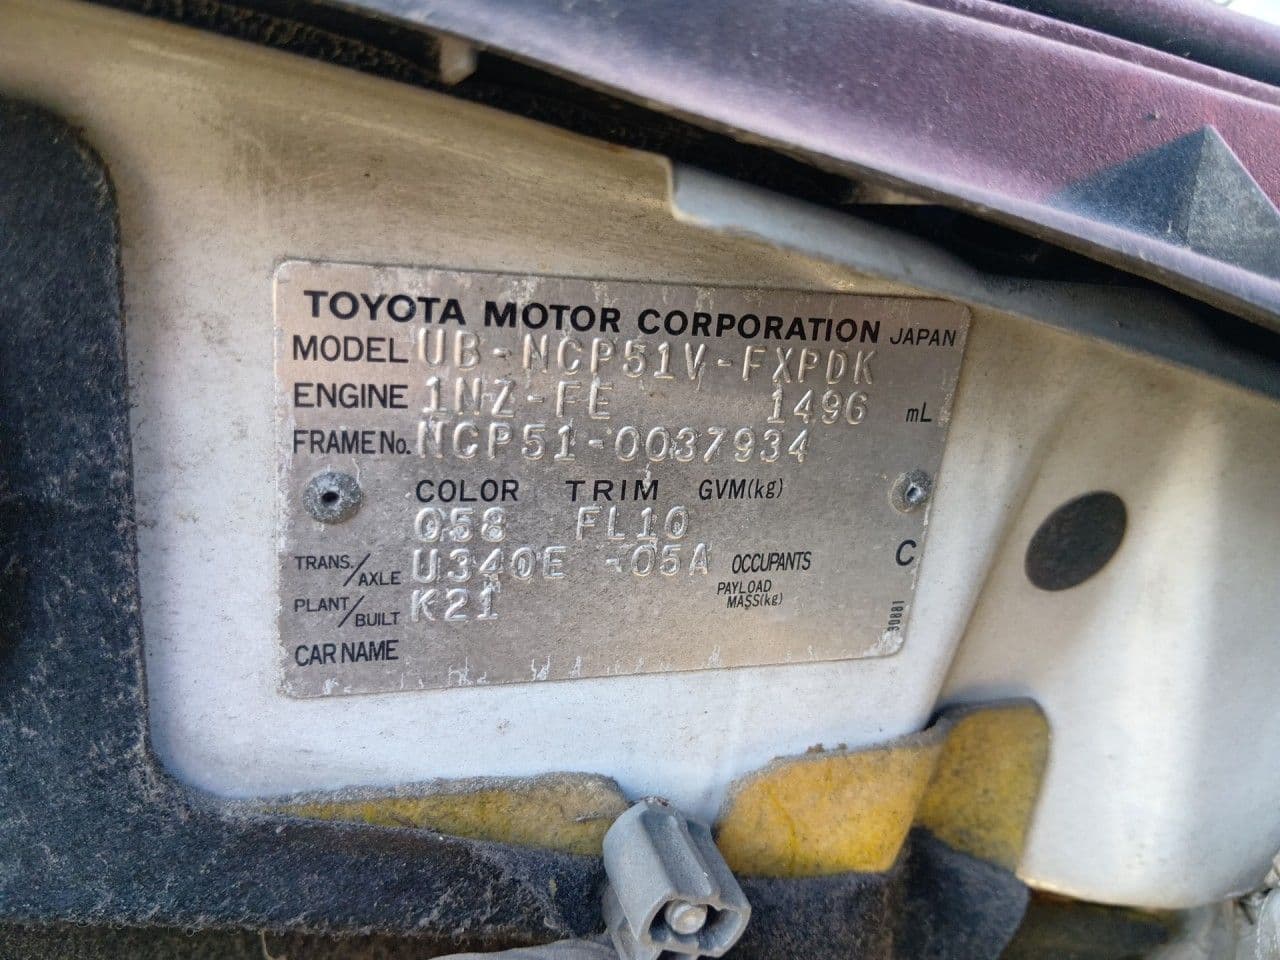 TOYOTA MOTOR CORPORATION JAPAN
MODEL UB-NCP51V-FXPDK
ENGINE 1NZ-FE 1496 mL
FRAME No. NCP51-0037934
COLOR TRIM GVM(kg)
058 FL10
TRANS./AXLE U340E -05A OCCUPANTS C
PAYLOAD MASS(kg)
PLANT/BUILT K21
CAR NAME
30881